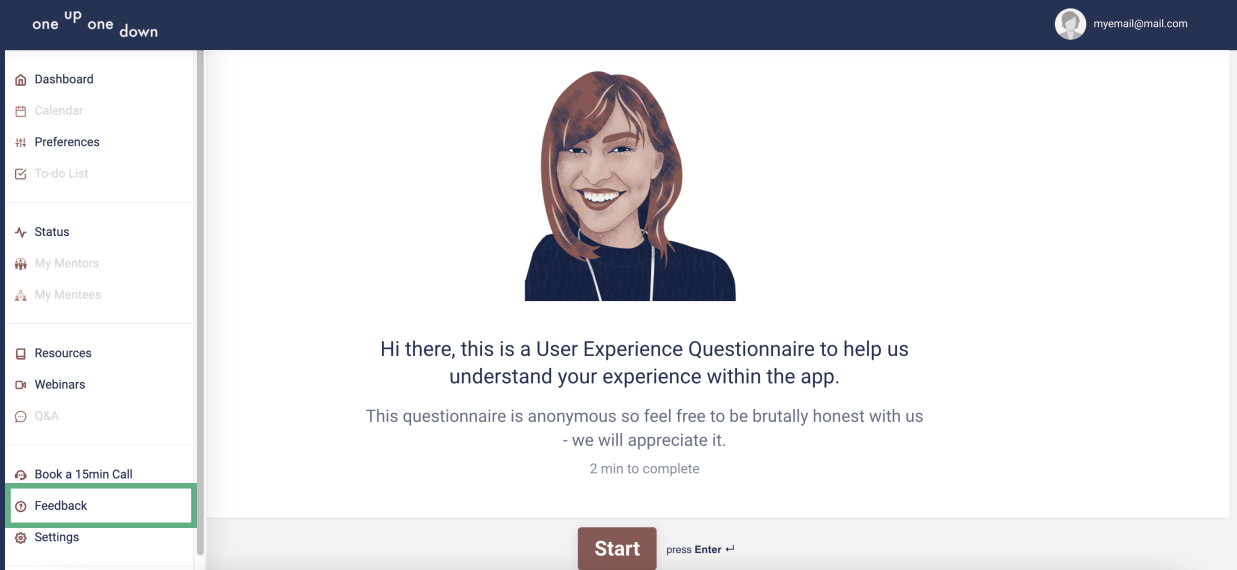 one up one down
myemail@mail.com
Dashboard
Calendar
Preferences
To-do List
Status
My Mentors
My Mentees
Resources
Webinars
Q&A
Book a 15min Call
Feedback
Settings
Hi there, this is a User Experience Questionnaire to help us
understand your experience within the app.
This questionnaire is anonymous so feel free to be brutally honest with us
- we will appreciate it.
2 min to complete
Start
press Enter ↵